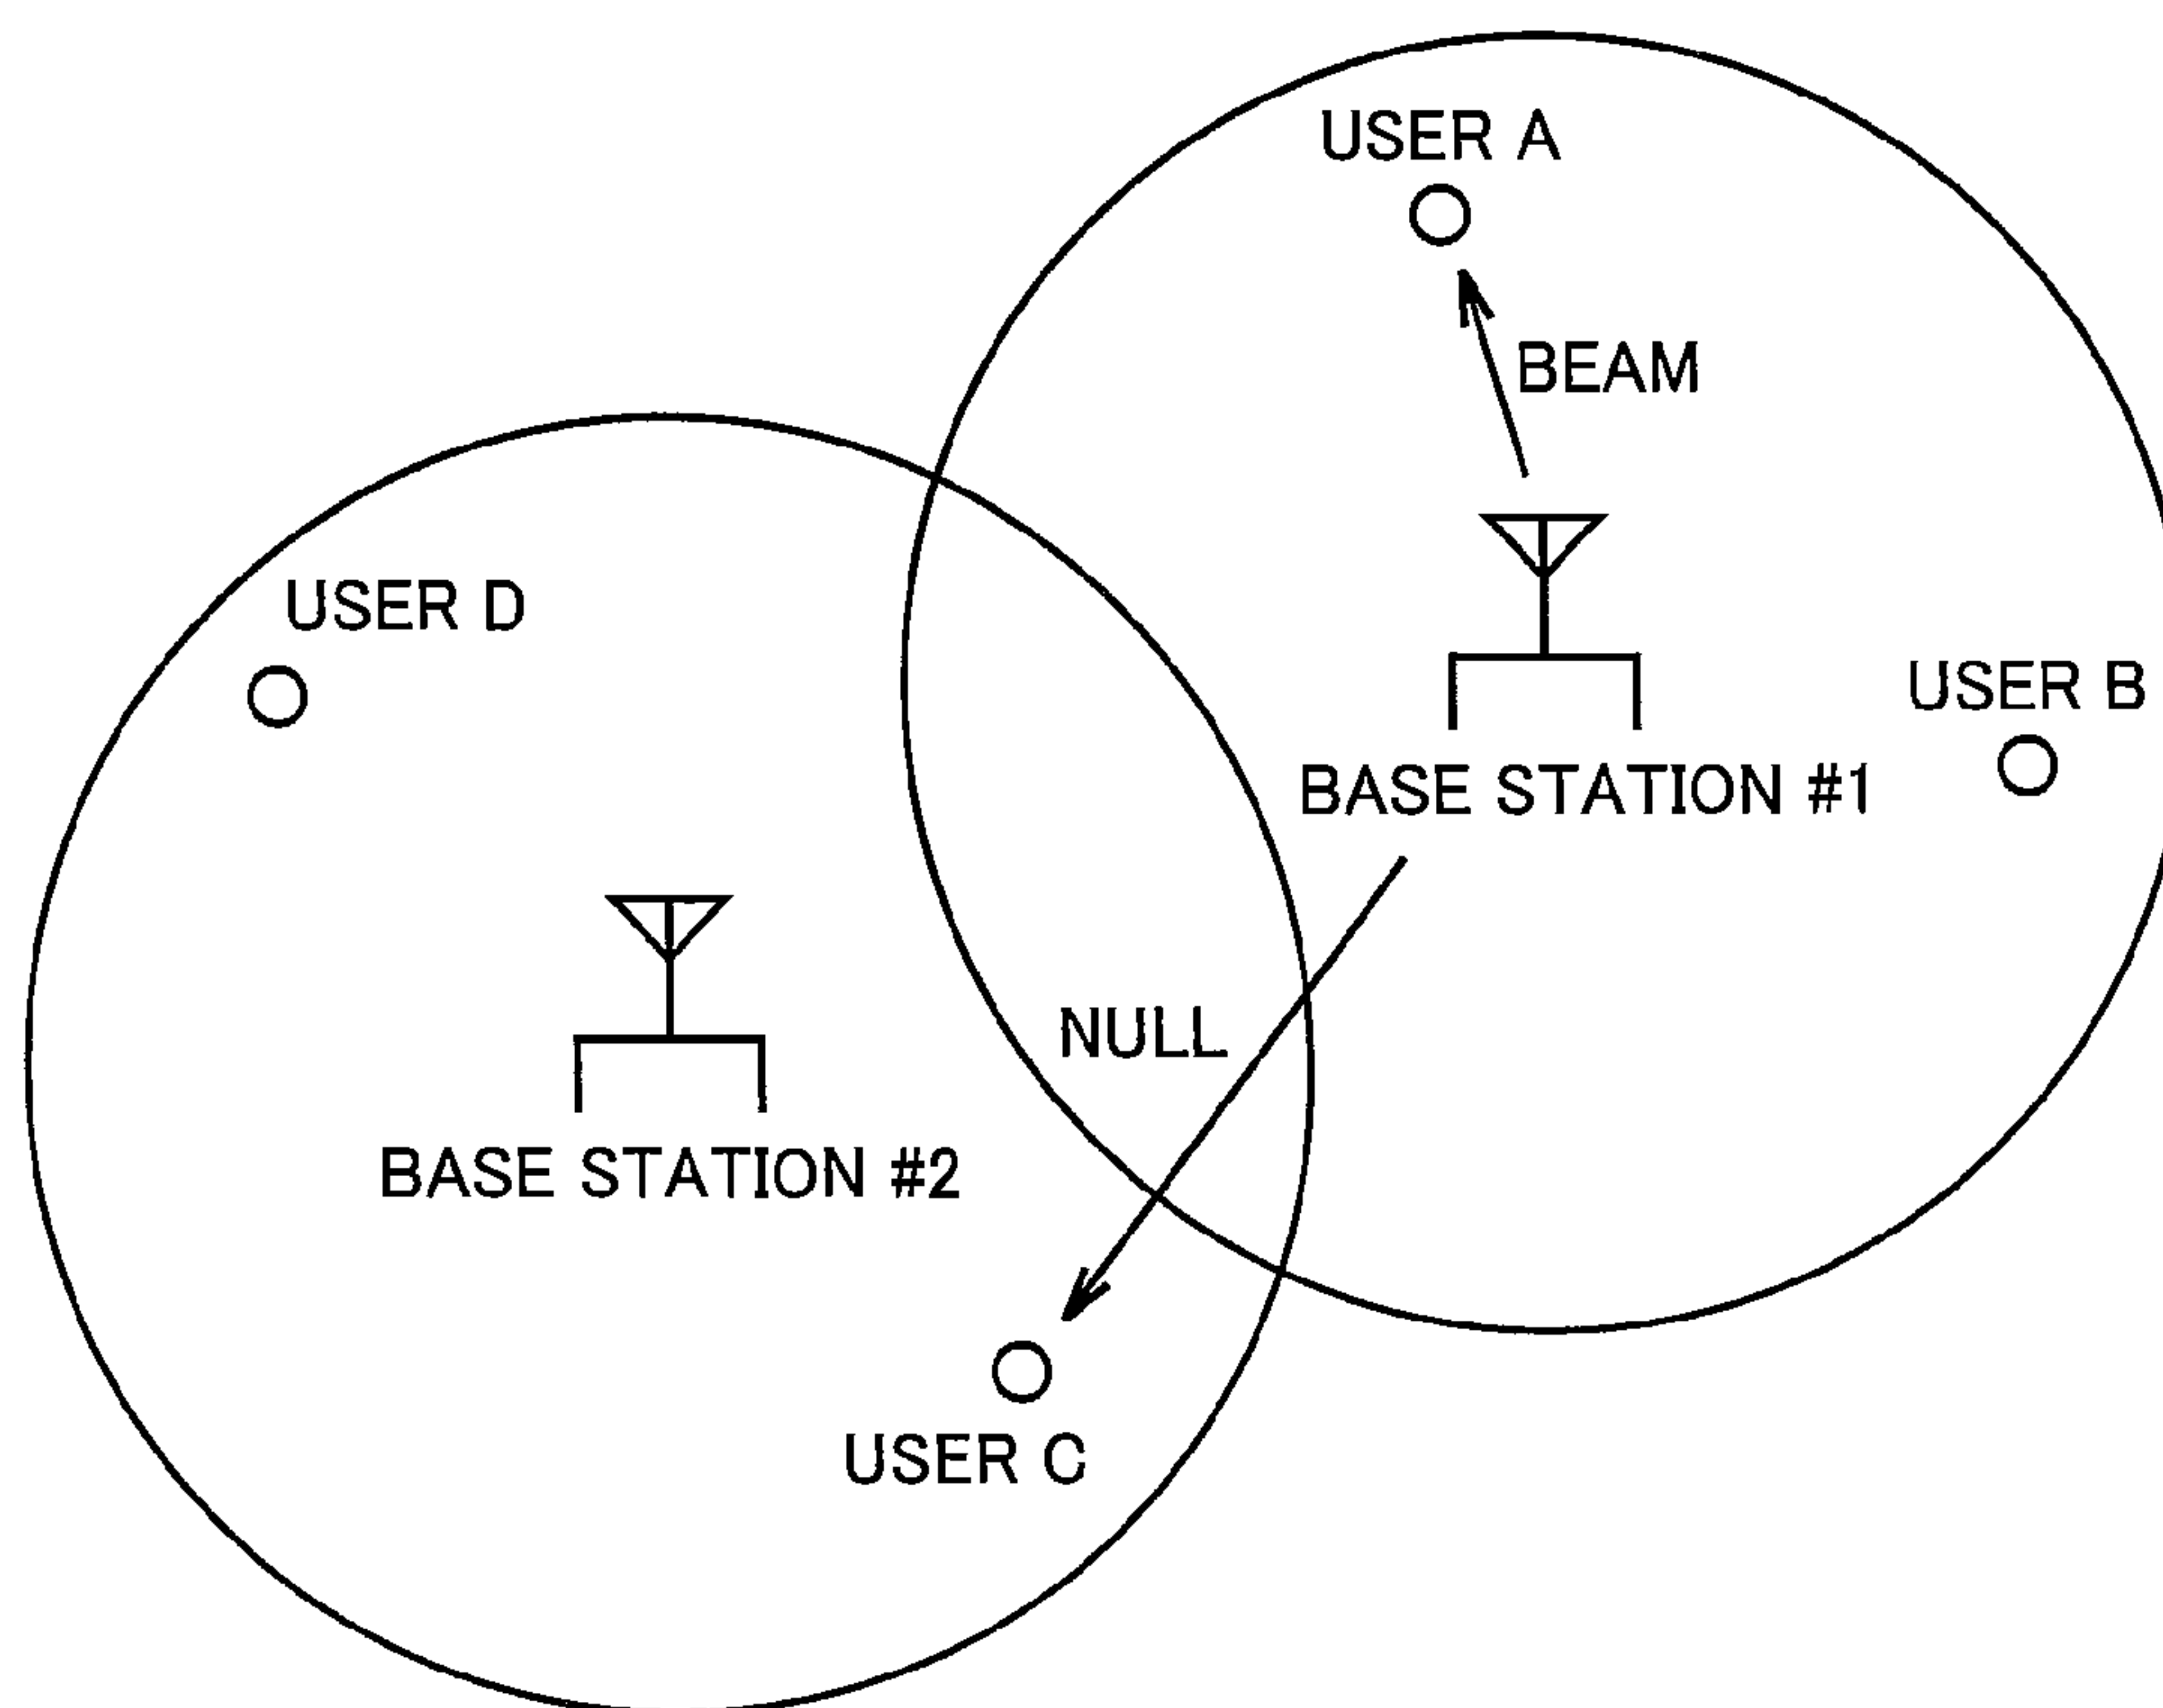 USER A
BEAM
USER D
USER B
BASE STATION #1
NULL
BASE STATION #2
USER C